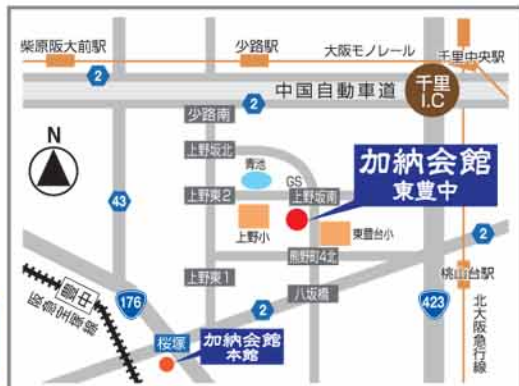 柴原阪大前駅
少路駅
大阪モノレール
千里中央駅
2
中国自動車道
千里
I.C
2
少路南
N
上野坂北
青池
GS
加納会館
東豊中
43
上野東2
上野坂南
上野小
東豊台小
2
熊野町4北
桃山台駅
上野東1
八坂橋
176
豊中
阪急宝塚線
2
423
北大阪急行線
桜塚
加納会館
本館